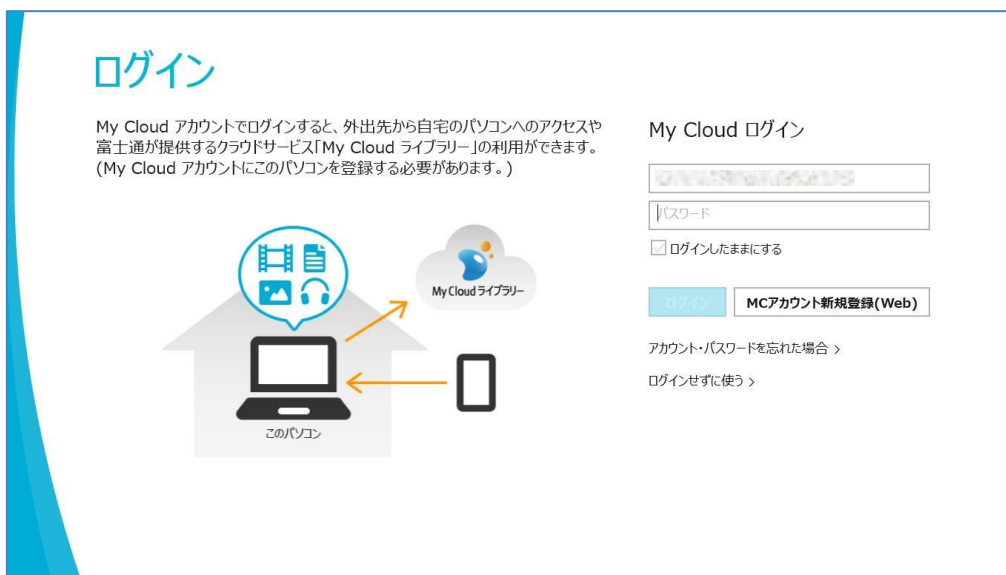 ログイン
My Cloud アカウントでログインすると、外出先から自宅のパソコンへのアクセスや
富士通が提供するクラウドサービス「My Cloud ライブラリー」の利用ができます。
(My Cloud アカウントにこのパソコンを登録する必要があります。)
My Cloud ライブラリー
このパソコン
My Cloud ログイン
パスワード
ログインしたままにする
ログイン
MCアカウント新規登録(Web)
アカウント・パスワードを忘れた場合 >
ログインせずに使う >